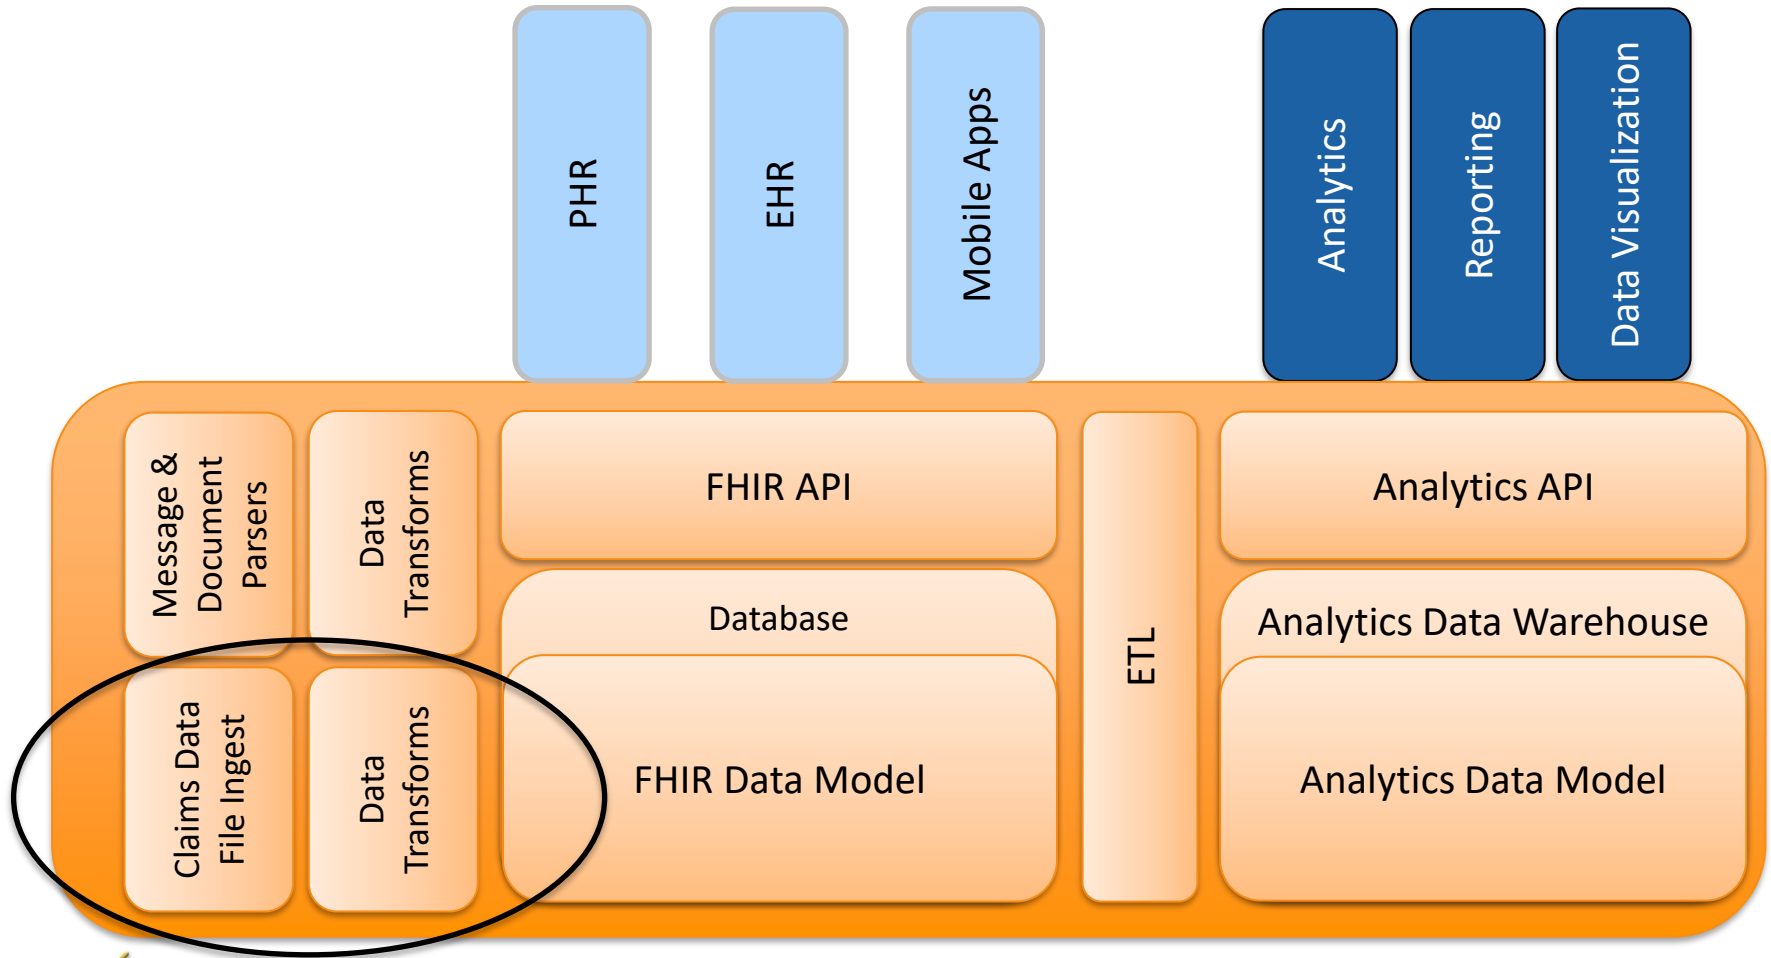 PHR
EHR
Mobile Apps
Analytics
Reporting
Data Visualization
Message &
Document
Parsers
Data
Transforms
FHIR API
ETL
Analytics API
Database
Analytics Data Warehouse
Claims Data
File Ingest
Data
Transforms
FHIR Data Model
Analytics Data Model